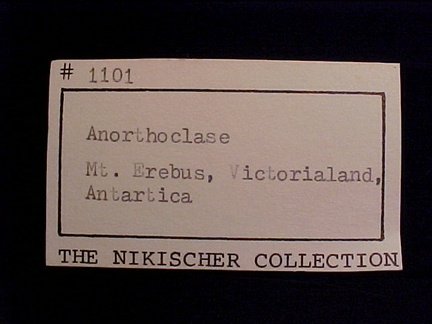 # 1101
Anorthoclase
Mt. Erebus, Victorialand,
Antartica
THE NIKISCHER COLLECTION